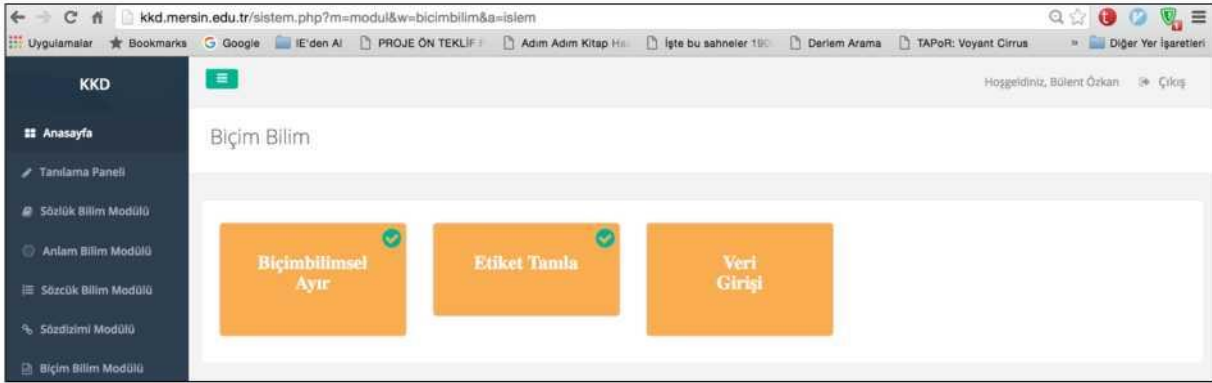 kkd.mersin.edu.tr/sistem.php?m=modul&w=bicimbilim&a=islem
Uygulamalar Bookmarks Google IE'den Al PROJE ÖN TEKLİF Adım Adım Kitap İşte bu sahneler Derlem Arama TAPoR: Voyant Cirrus » Diğer Yer İşaretleri
KKD
Hoşgeldiniz, Bülent Özkan Çıkış
Anasayfa
Biçim Bilim
Tanılama Paneli
Sözlük Bilim Modülü
Anlam Bilim Modülü
Sözcük Bilim Modülü
Sözdizimi Modülü
Biçim Bilim Modülü
Biçimbilimsel
Ayır
Etiket Tanıla
Veri
Girişi